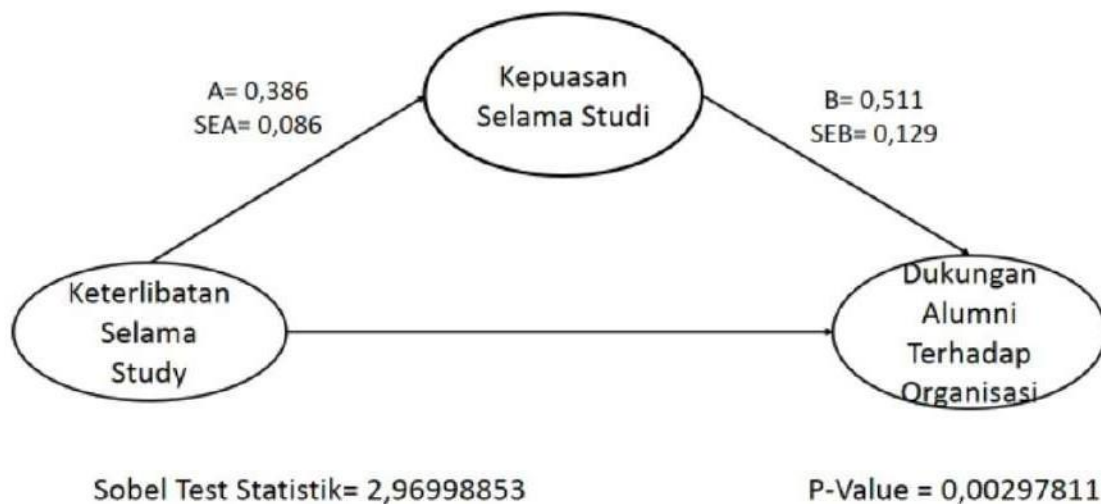 Kepuasan
Selama Studi
A= 0,386
SEA= 0,086
B= 0,511
SEB= 0,129
Keterlibatan
Selama
Study
Dukungan
Alumni
Terhadap
Organisasi
Sobel Test Statistik= 2,96998853
P-Value = 0,00297811